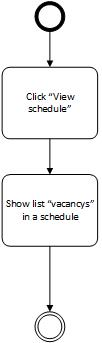 Click “View
schedule”
Show list “vacancys”
in a schedule